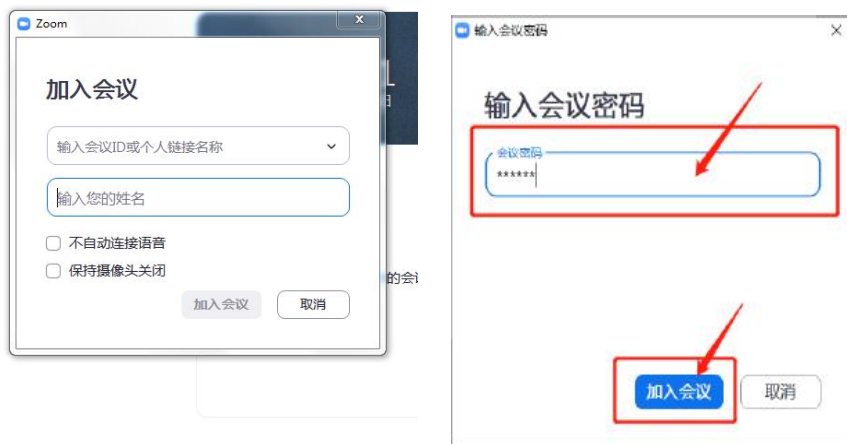 Zoom
加入会议
输入会议ID或个人链接名称
输入您的姓名
不自动连接语音
保持摄像头关闭
加入会议
取消
日
的会
输入会议密码
输入会议密码
会议密码
******
加入会议
取消